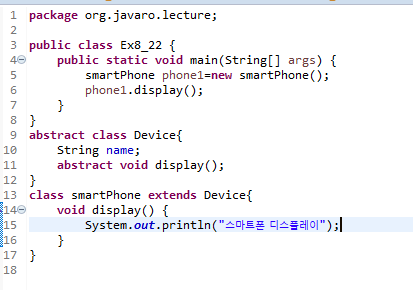 1 package org.javaro.lecture;
2
3 public class Ex8_22 {
4     public static void main(String[] args) {
5         smartPhone phone1=new smartPhone();
6         phone1.display();
7     }
8 }
9 abstract class Device{
10     String name;
11     abstract void display();
12 }
13 class smartPhone extends Device{
14     void display() {
15         System.out.println("스마트폰 디스플레이");
16     }
17 }
18